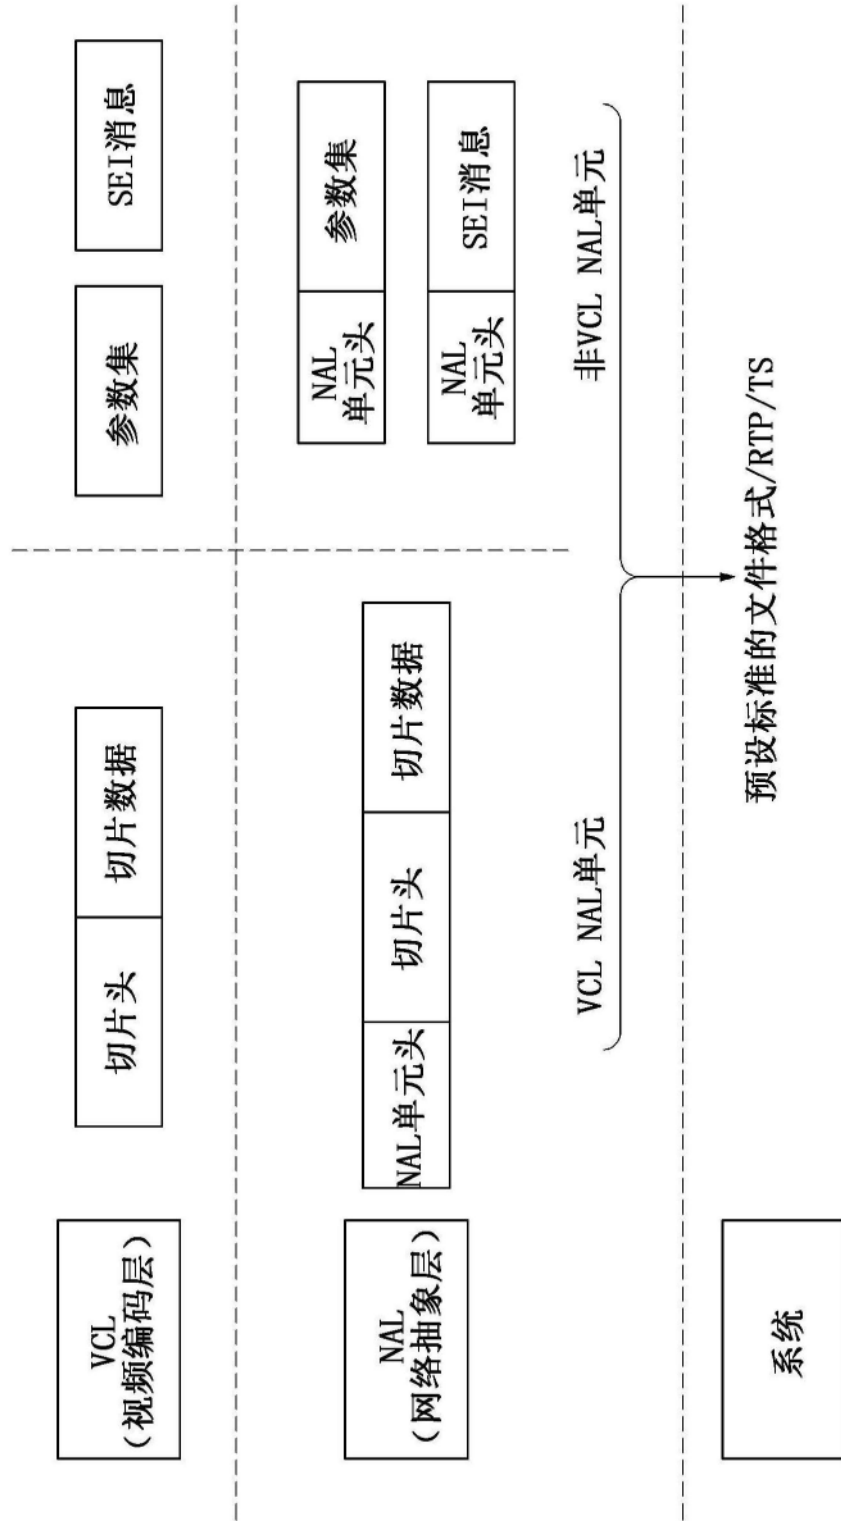 VCL
（视频编码层）
切片头
切片数据
参数集
SEI消息
NAL
（网络抽象层）
NAL单元头
切片头
切片数据
NAL
单元头
参数集
NAL
单元头
SEI消息
VCL NAL单元
非VCL NAL单元
系统
预设标准的文件格式/RTP/TS